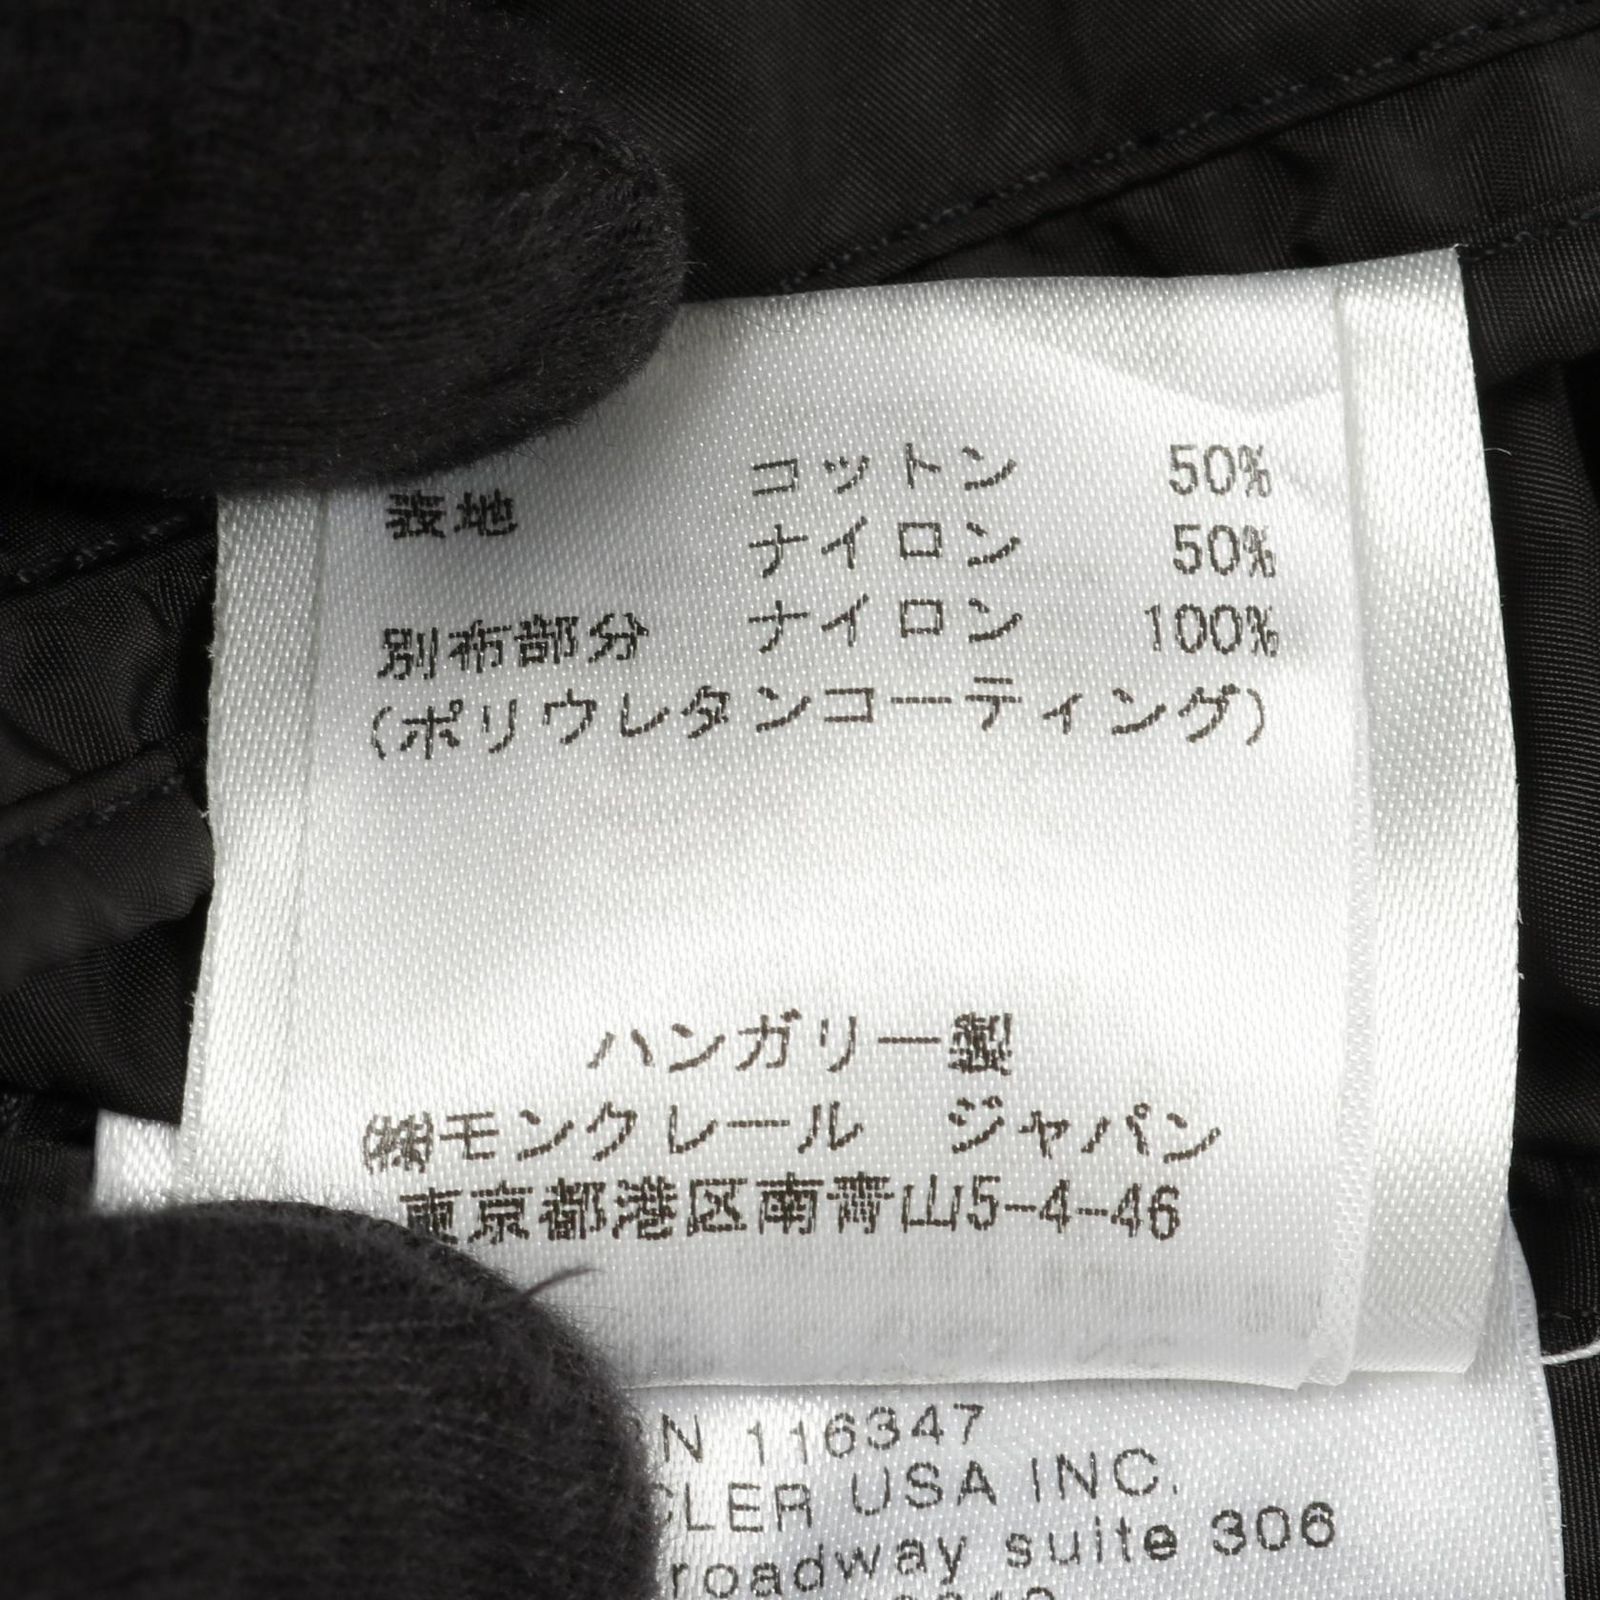 表地 コットン 50%
ナイロン 50%
別布部分 ナイロン 100%
(ポリウレタンコーティング)
ハンガリー製
㈱モンクレール ジャパン
東京都港区南青山5-4-46
N 116347
CLER USA INC.
roadway suite 306